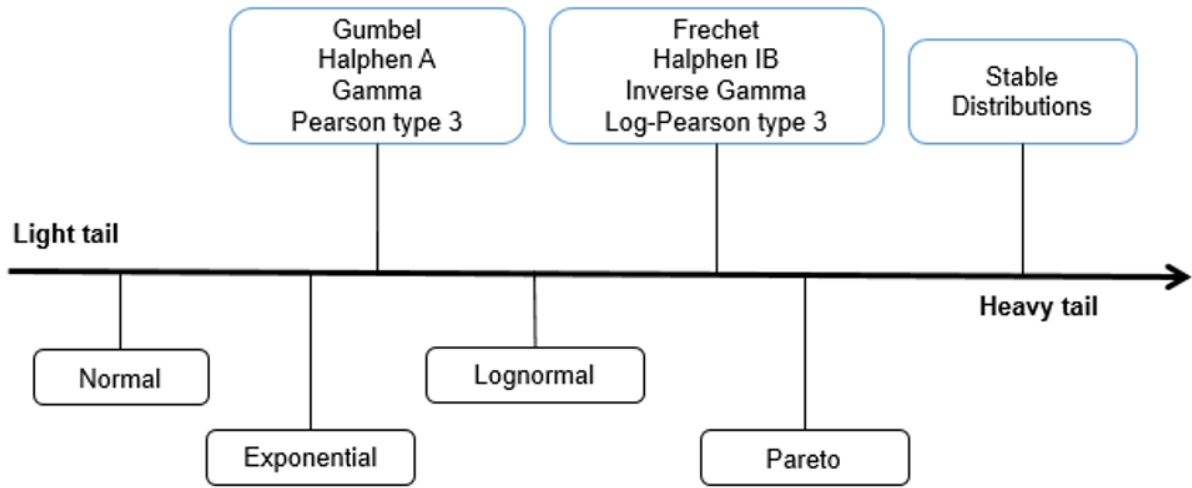 Gumbel
Halphen A
Gamma
Pearson type 3
Frechet
Halphen IB
Inverse Gamma
Log-Pearson type 3
Stable
Distributions
Light tail
Heavy tail
Normal
Lognormal
Exponential
Pareto